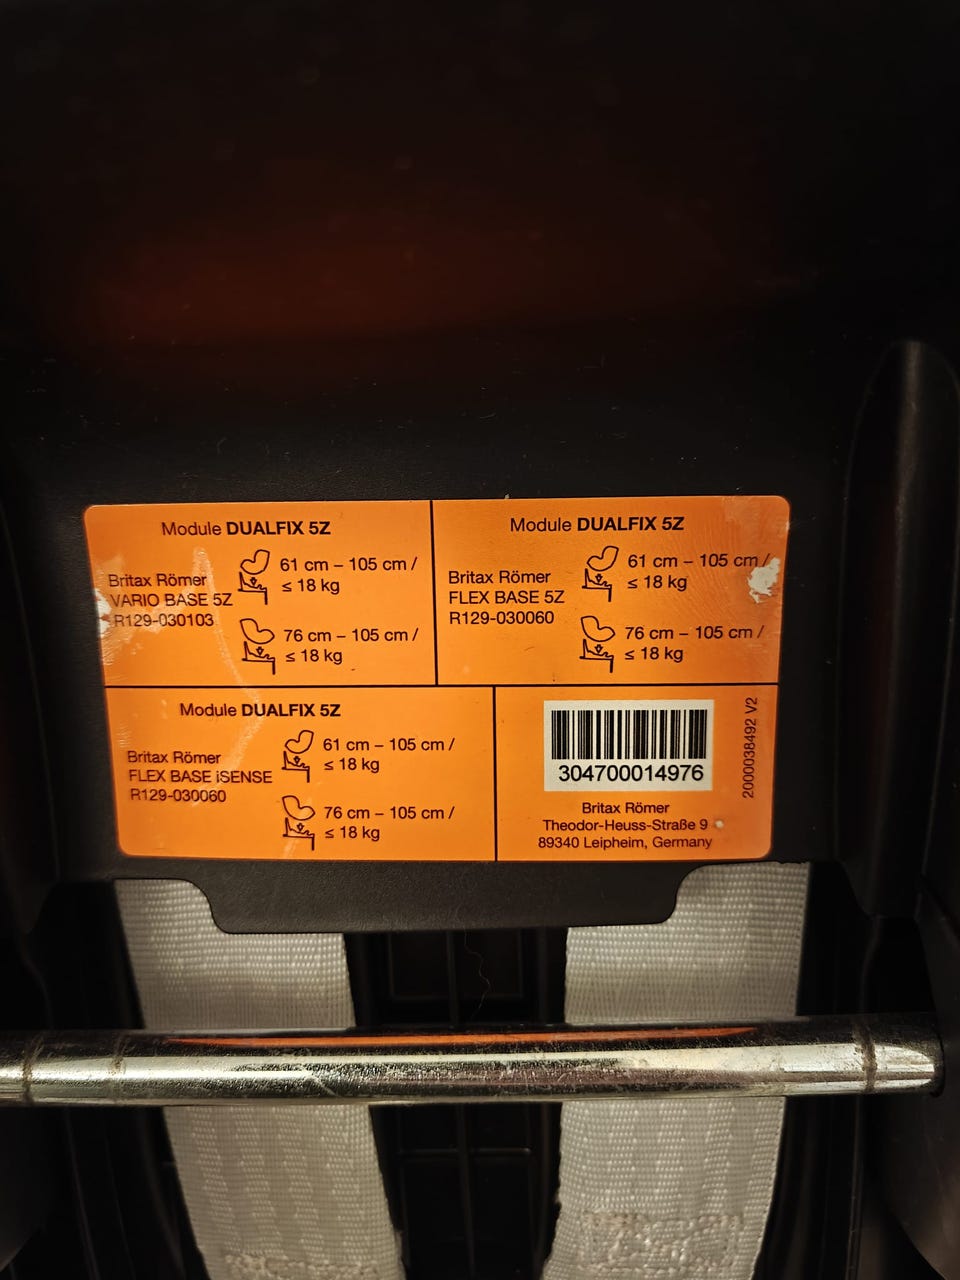 Module DUALFIX 5Z
Britax Römer
VARIO BASE 5Z
R129-030103
61 cm – 105 cm /
≤ 18 kg
76 cm – 105 cm /
≤ 18 kg
Module DUALFIX 5Z
Britax Römer
FLEX BASE 5Z
R129-030060
61 cm – 105 cm /
≤ 18 kg
76 cm – 105 cm /
≤ 18 kg
Module DUALFIX 5Z
Britax Römer
FLEX BASE iSENSE
R129-030060
61 cm – 105 cm /
≤ 18 kg
76 cm – 105 cm /
≤ 18 kg
304700014976
Britax Römer
Theodor-Heuss-Straße 9
89340 Leipheim, Germany
2000038492 V2